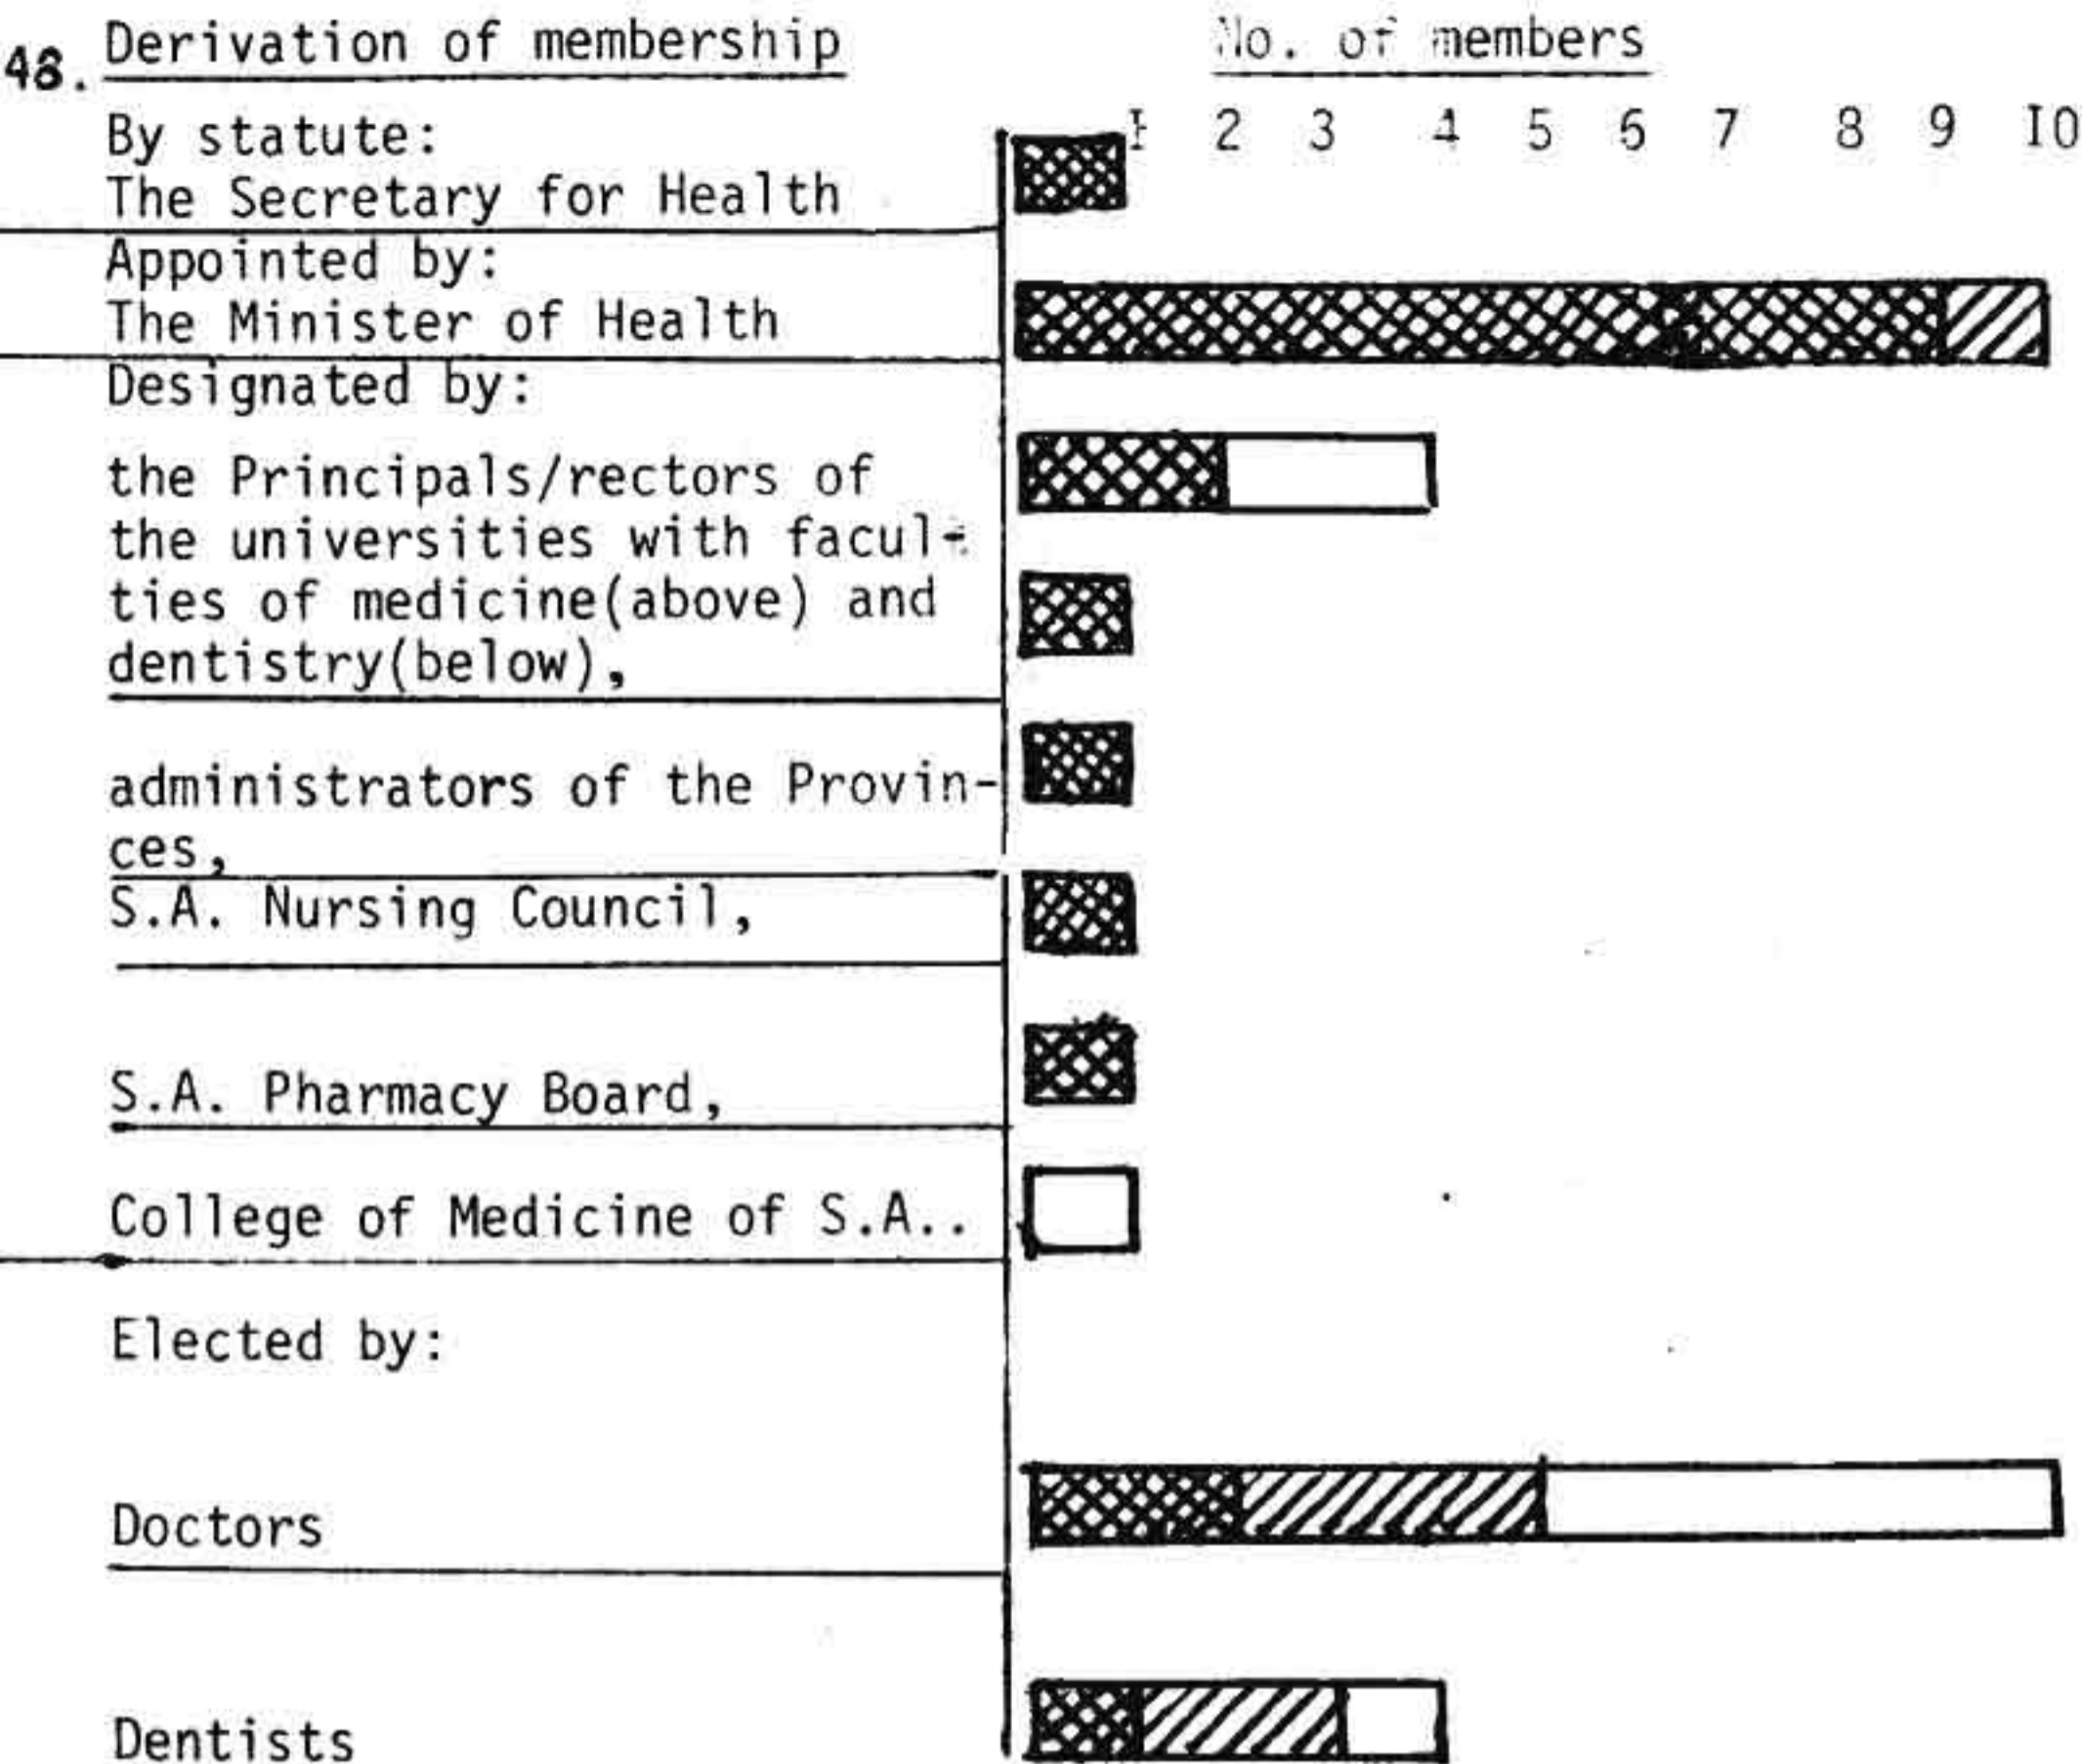 48. Derivation of membership No. of members
1 2 3 4 5 6 7 8 9 I0
By statute:
The Secretary for Health
Appointed by:
The Minister of Health
Designated by:
the Principals/rectors of
the universities with facul-
ties of medicine(above) and
dentistry(below),
administrators of the Provin-
ces,
S.A. Nursing Council,
S.A. Pharmacy Board,
College of Medicine of S.A..
Elected by:
Doctors
Dentists